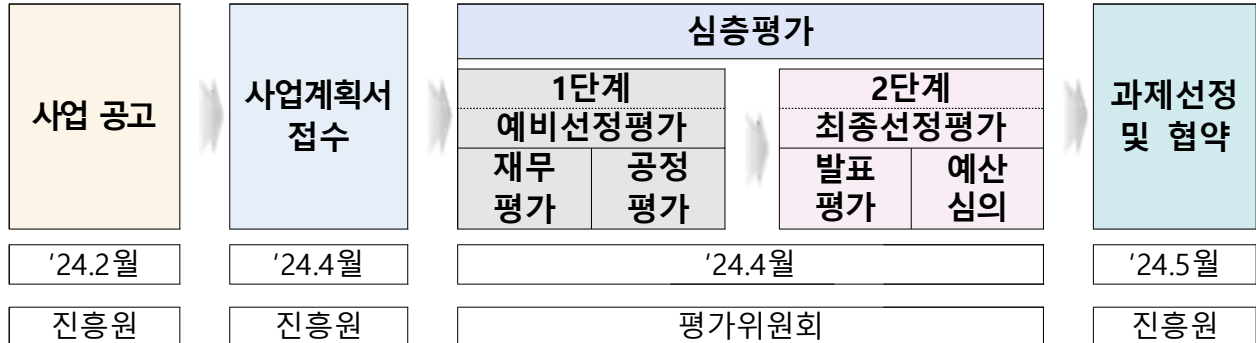 사업 공고
사업계획서
접수
심층평가
1단계
예비선정평가
재무
평가
공정
평가
2단계
최종선정평가
발표
평가
예산
심의
과제선정
및 협약
‘24.2월
‘24.4월
‘24.4월
‘24.5월
진흥원
진흥원
평가위원회
진흥원